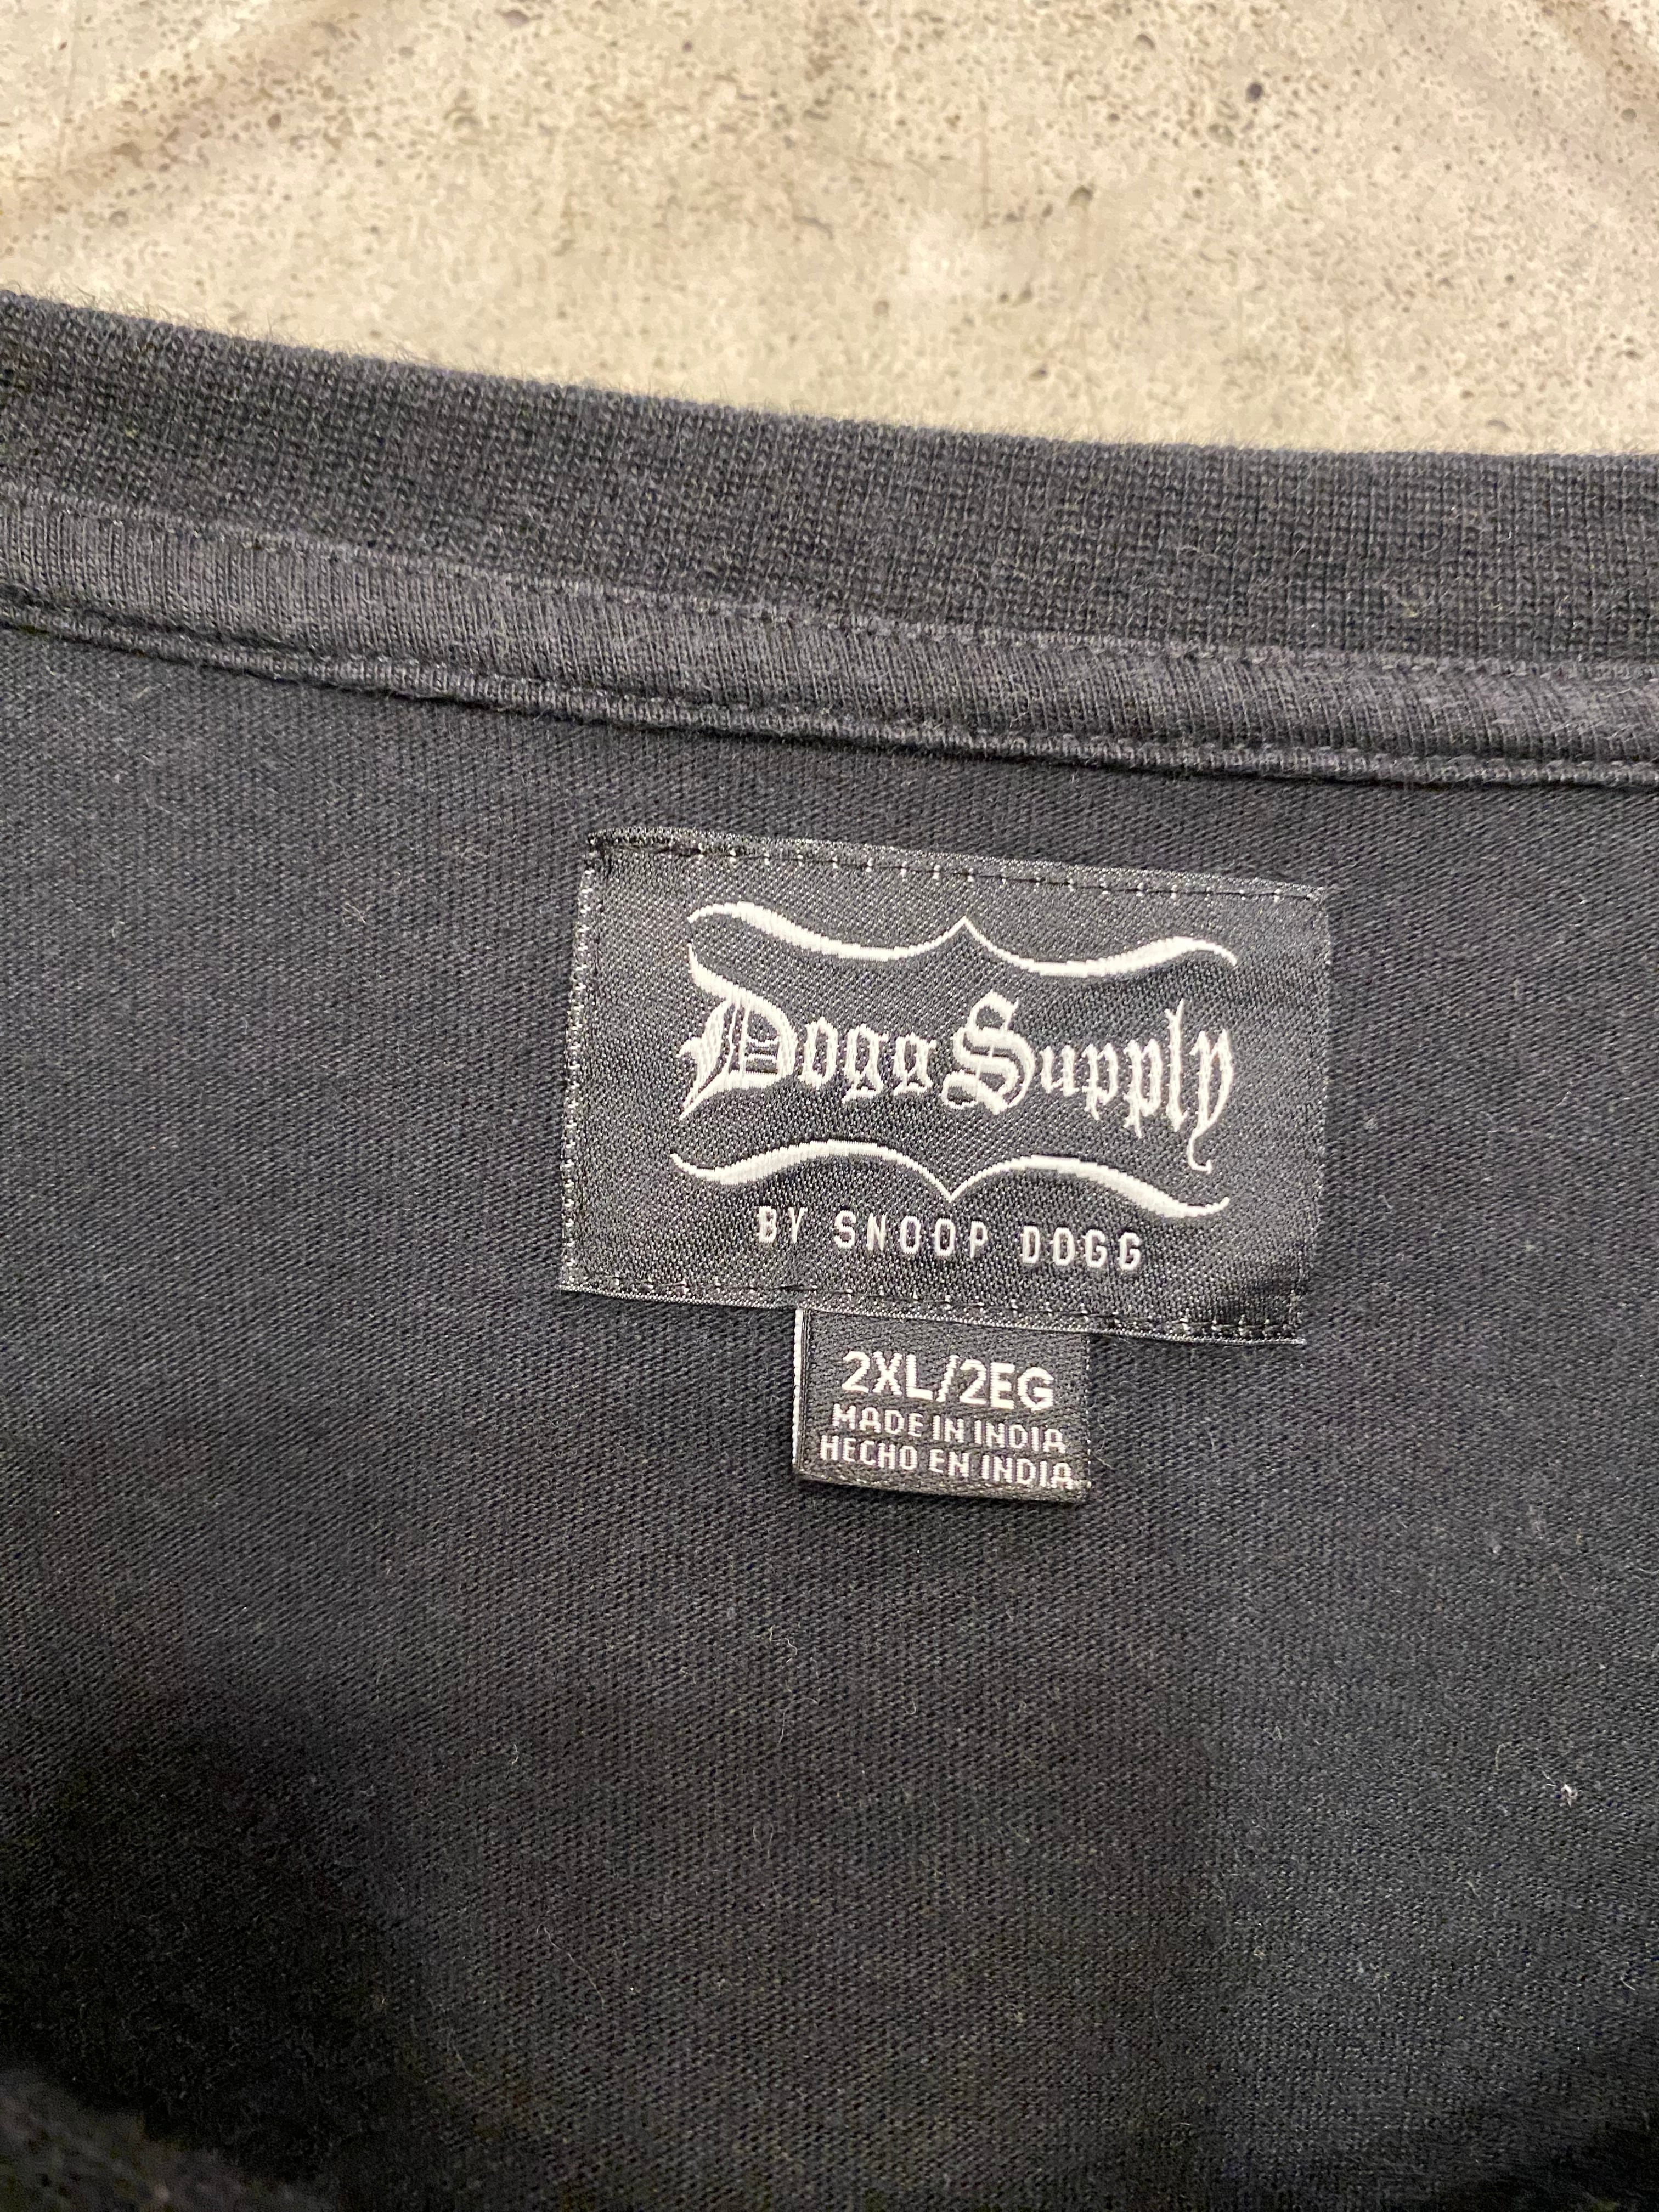 Dogg Supply
BY SNOOP DOGG
2XL/2EG
MADE IN INDIA
HECHO EN INDIA